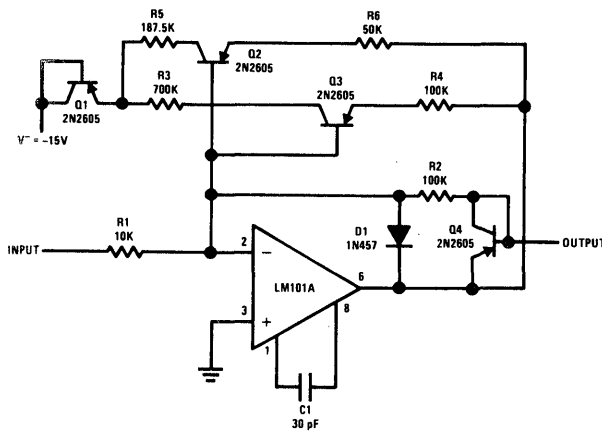 R5
187.5K
Q2
2N2605
R6
50K
Q1
2N2605
R3
700K
Q3
2N2605
R4
100K
V− = −15V
R2
100K
R1
10K
INPUT
D1
1N457
Q4
2N2605
OUTPUT
2
−
LM101A
6
3
+
8
1
C1
30 pF